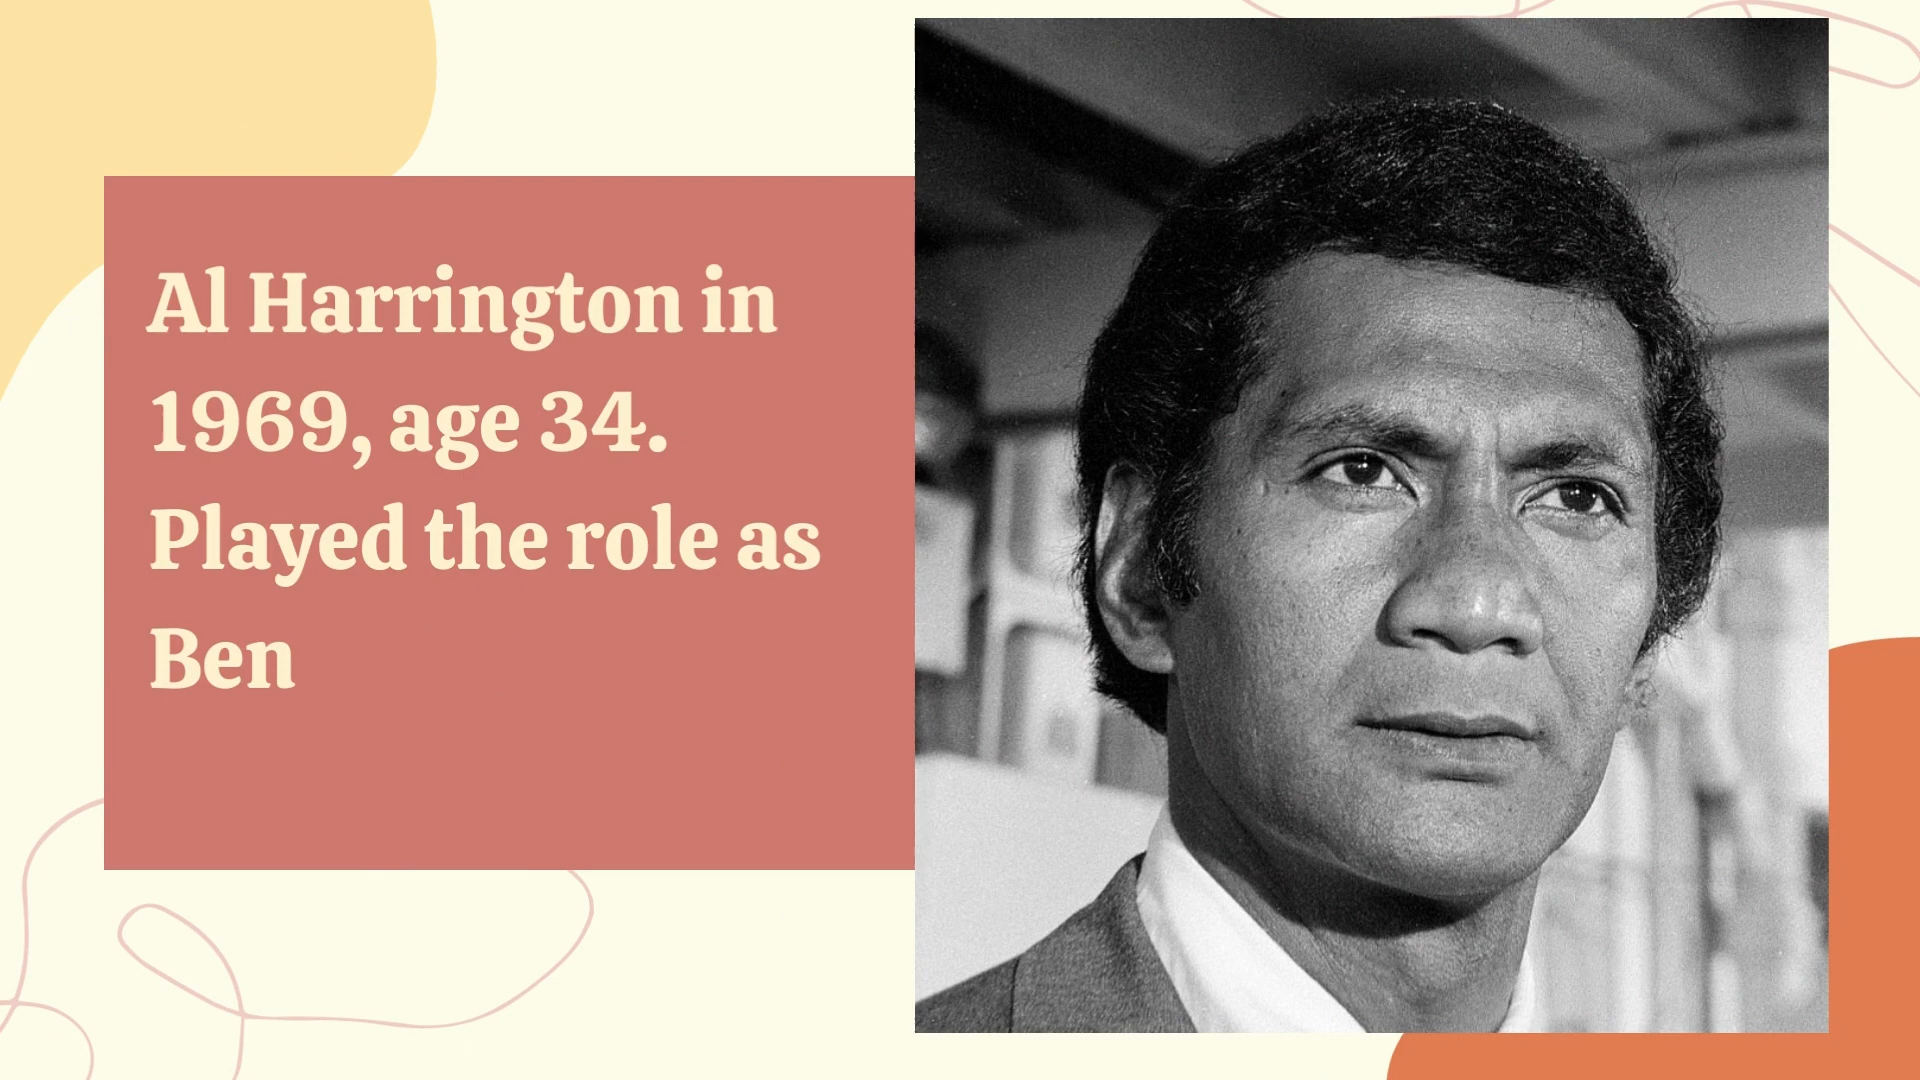 Al Harrington in
1969, age 34.
Played the role as
Ben